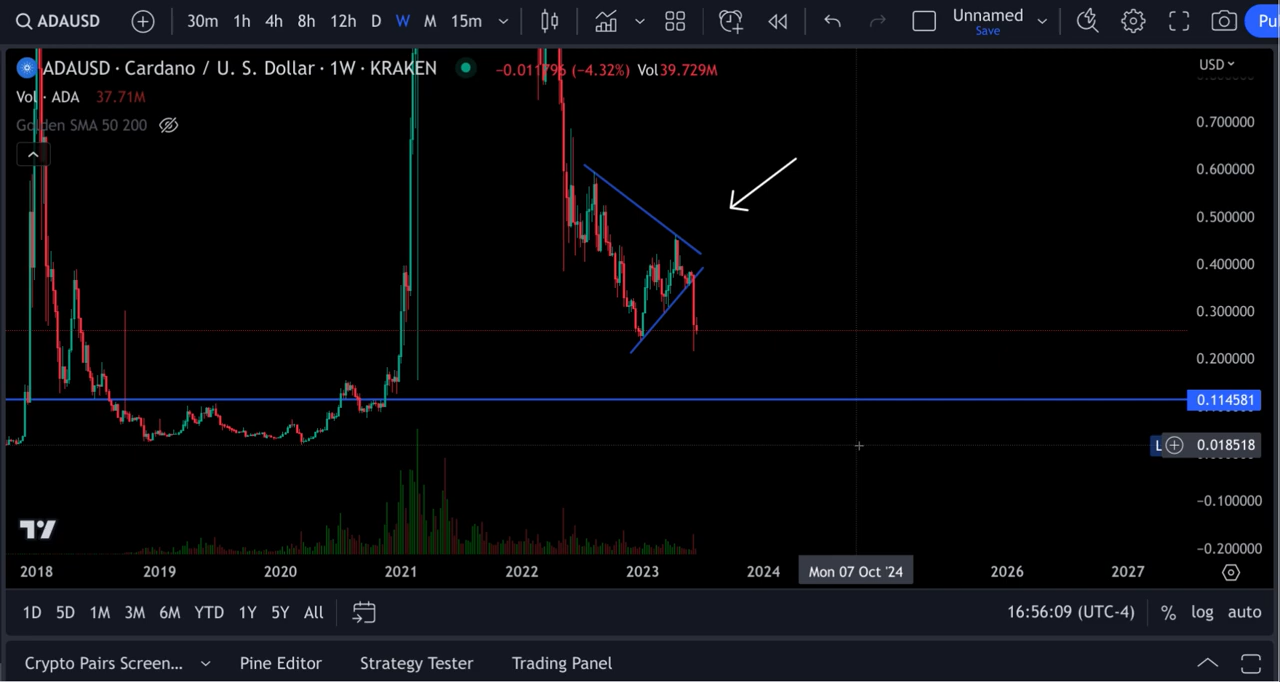 ADAUSD 30m 1h 4h 8h 12h D W M 15m Unnamed Save Pu
ADAUSD · Cardano / U. S. Dollar · 1W · KRAKEN −0.011796 (−4.32%) Vol39.729M
USD
Vol · ADA 37.71M
Golden SMA 50 200
0.700000
0.600000
0.500000
0.400000
0.300000
0.200000
0.114581
L 0.018518
−0.100000
−0.200000
2018 2019 2020 2021 2022 2023 2024 Mon 07 Oct '24 2026 2027
1D 5D 1M 3M 6M YTD 1Y 5Y All 16:56:09 (UTC-4) % log auto
Crypto Pairs Screen... Pine Editor Strategy Tester Trading Panel